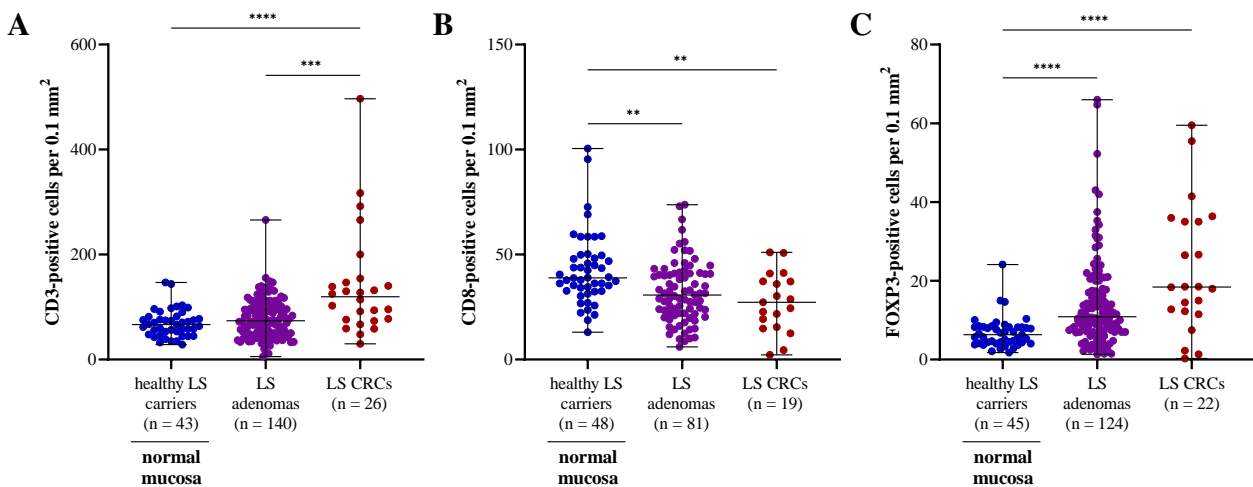 A
CD3-positive cells per 0.1 mm²
600
400
200
0
****
***
healthy LS
carriers
(n = 43)
normal
mucosa
LS
adenomas
(n = 140)
LS CRCs
(n = 26)
B
CD8-positive cells per 0.1 mm²
150
100
50
0
**
**
healthy LS
carriers
(n = 48)
normal
mucosa
LS
adenomas
(n = 81)
LS CRCs
(n = 19)
C
FOXP3-positive cells per 0.1 mm²
80
60
40
20
0
****
****
healthy LS
carriers
(n = 45)
normal
mucosa
LS
adenomas
(n = 124)
LS CRCs
(n = 22)